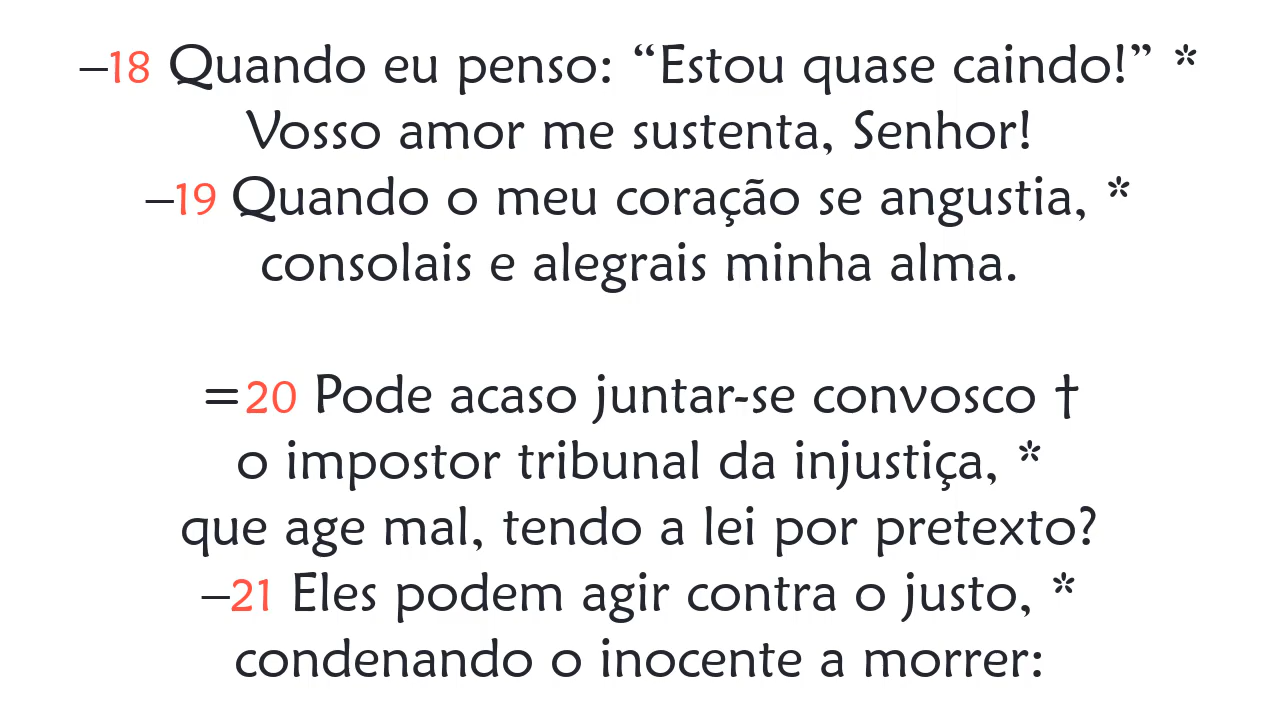 –18 Quando eu penso: “Estou quase caindo!” *
Vosso amor me sustenta, Senhor!
–19 Quando o meu coração se angustia, *
consolais e alegrais minha alma.
=20 Pode acaso juntar-se convosco †
o impostor tribunal da injustiça, *
que age mal, tendo a lei por pretexto?
–21 Eles podem agir contra o justo, *
condenando o inocente a morrer: